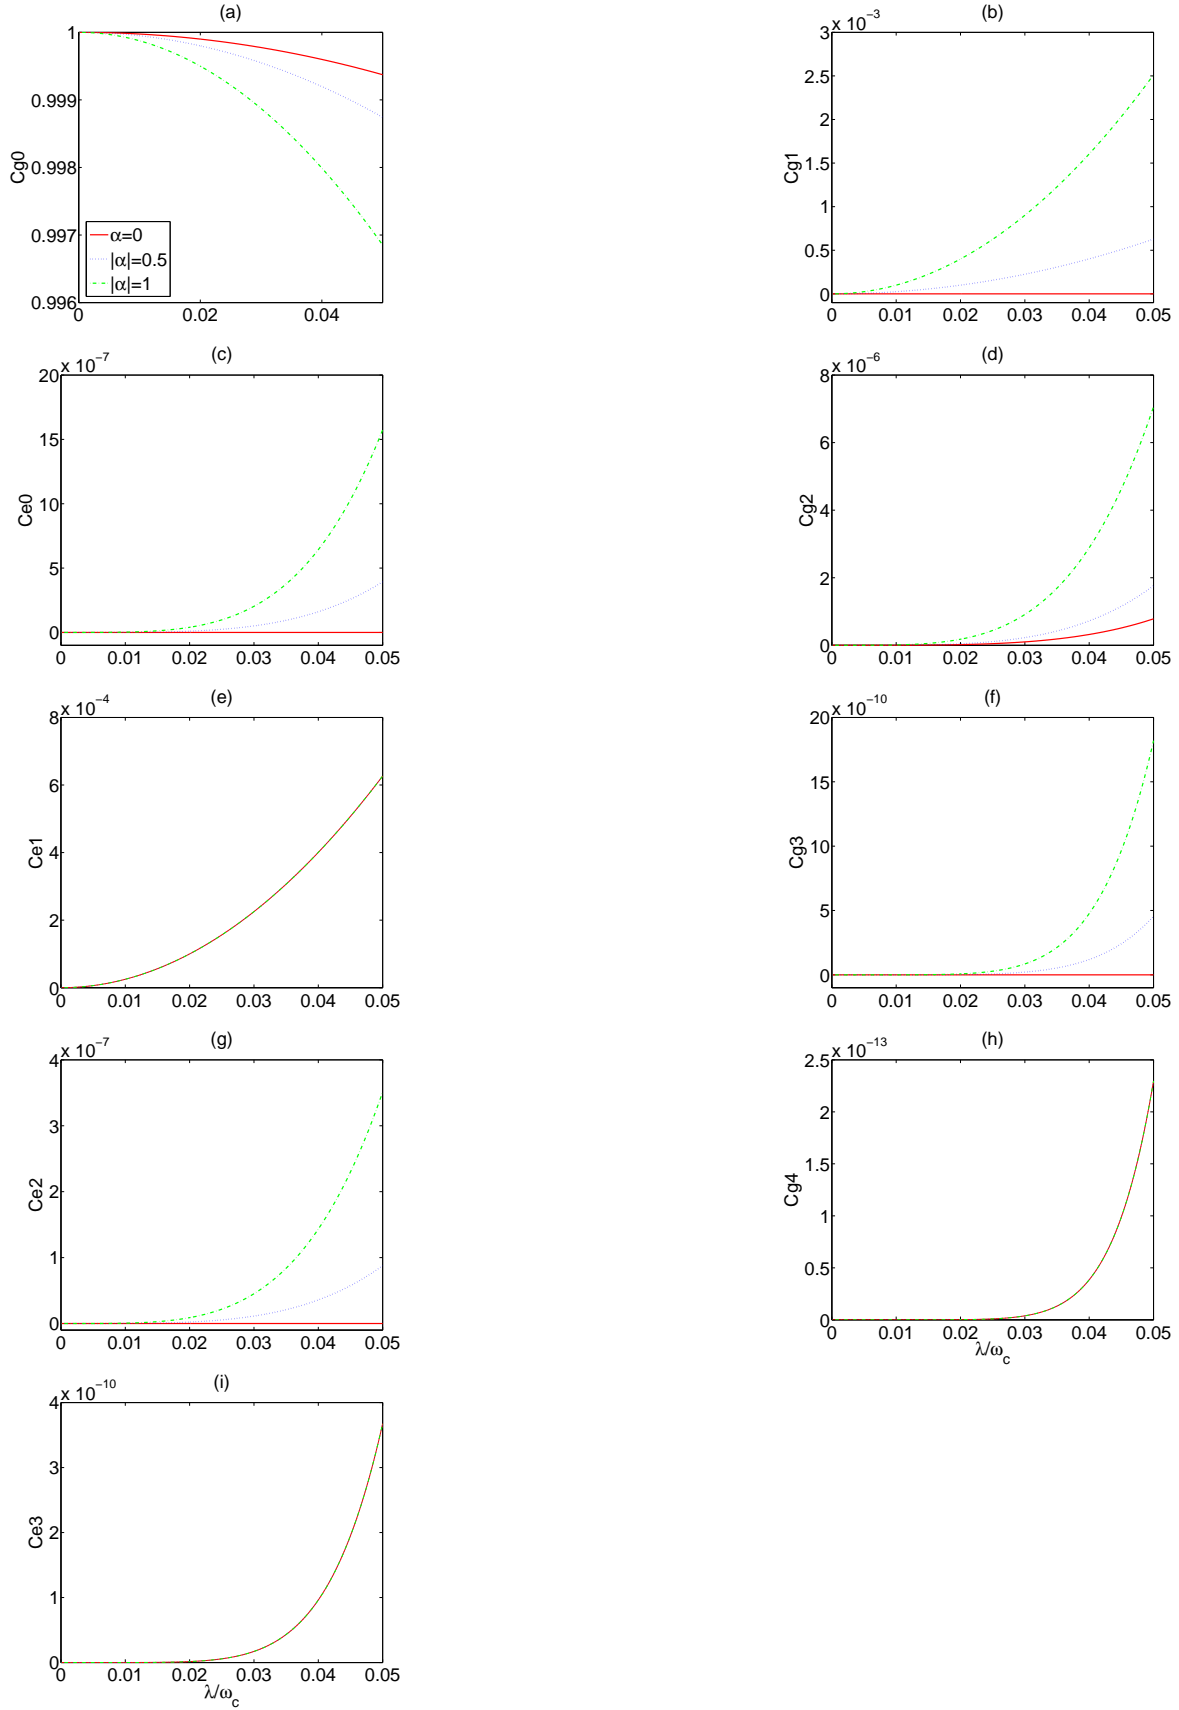 (a)
1
0.999
0.998
0.997
0.996
Cg0
α=0
|α|=0.5
|α|=1
0 0.02 0.04
(b)
x 10⁻³
3
2.5
2
1.5
1
0.5
0
Cg1
0 0.01 0.02 0.03 0.04 0.05
(c)
x 10⁻⁷
20
15
10
5
0
Ce0
0 0.01 0.02 0.03 0.04 0.05
(d)
x 10⁻⁶
8
6
4
2
0
Cg2
0 0.01 0.02 0.03 0.04 0.05
(e)
x 10⁻⁴
8
6
4
2
0
Ce1
0 0.01 0.02 0.03 0.04 0.05
(f)
x 10⁻¹⁰
20
15
10
5
0
Cg3
0 0.01 0.02 0.03 0.04 0.05
(g)
x 10⁻⁷
4
3
2
1
0
Ce2
0 0.01 0.02 0.03 0.04 0.05
(h)
x 10⁻¹³
2.5
2
1.5
1
0.5
0
Cg4
0 0.01 0.02 0.03 0.04 0.05
λ/ω_c
(i)
x 10⁻¹⁰
4
3
2
1
0
Ce3
0 0.01 0.02 0.03 0.04 0.05
λ/ω_c